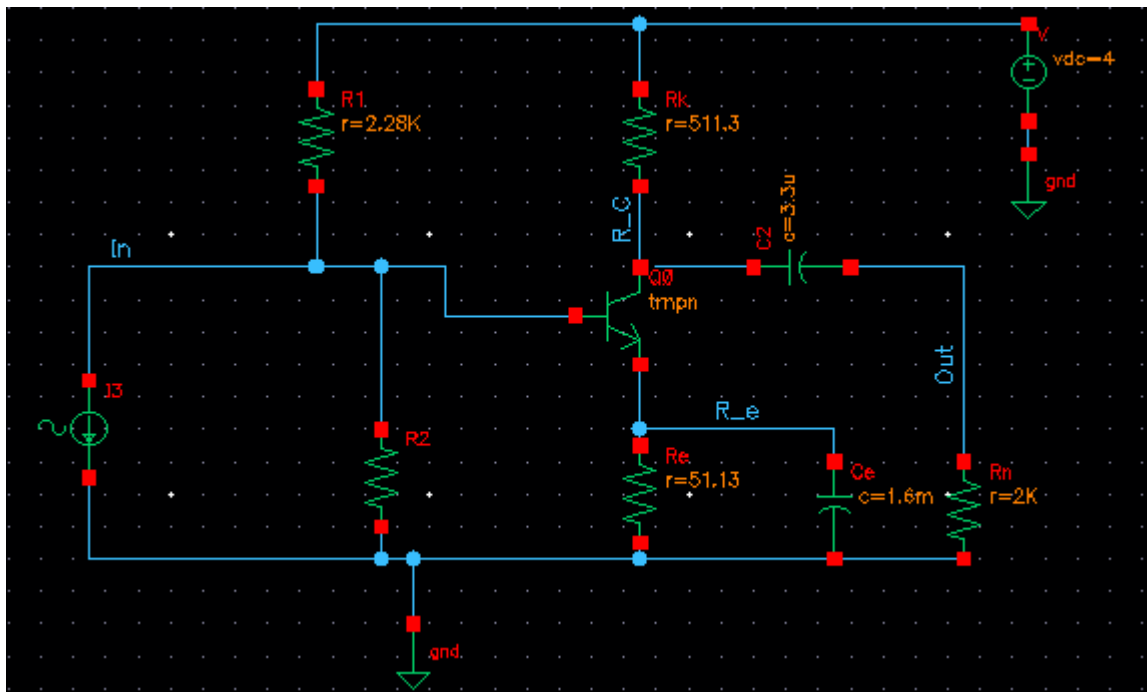 V
vdc=4
R1
r=2.28K
Rk
r=511.3
gnd
R_C
C2
c=3.3u
In
Q0
trnpn
Out
J3
R_e
R2
Re
r=51.13
Ce
c=1.6m
Rn
r=2K
gnd